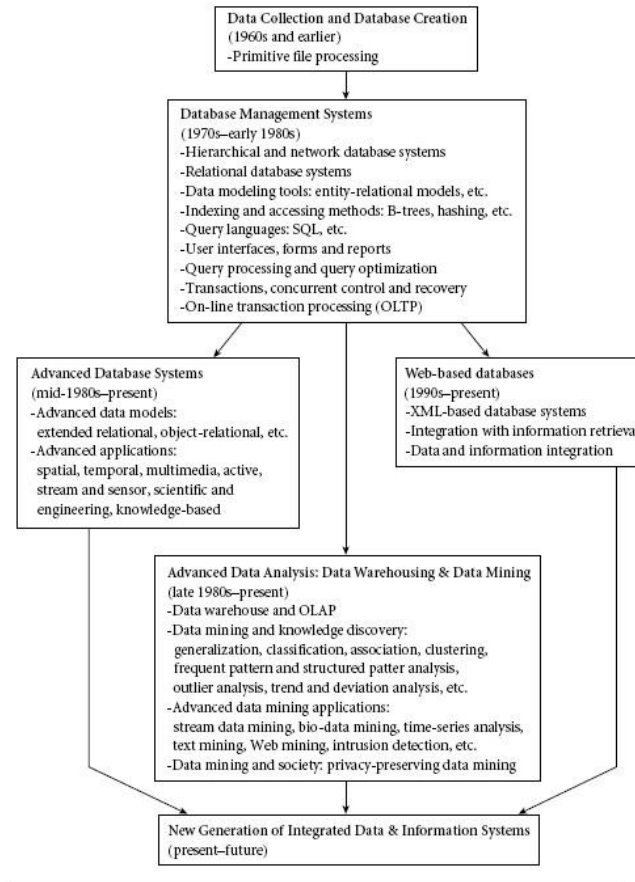 Data Collection and Database Creation
(1960s and earlier)
-Primitive file processing
Database Management Systems
(1970s–early 1980s)
-Hierarchical and network database systems
-Relational database systems
-Data modeling tools: entity-relational models, etc.
-Indexing and accessing methods: B-trees, hashing, etc.
-Query languages: SQL, etc.
-User interfaces, forms and reports
-Query processing and query optimization
-Transactions, concurrent control and recovery
-On-line transaction processing (OLTP)
Advanced Database Systems
(mid-1980s–present)
-Advanced data models:
extended relational, object-relational, etc.
-Advanced applications:
spatial, temporal, multimedia, active,
stream and sensor, scientific and
engineering, knowledge-based
Web-based databases
(1990s–present)
-XML-based database systems
-Integration with information retrieva
-Data and information integration
Advanced Data Analysis: Data Warehousing & Data Mining
(late 1980s–present)
-Data warehouse and OLAP
-Data mining and knowledge discovery:
generalization, classification, association, clustering,
frequent pattern and structured patter analysis,
outlier analysis, trend and deviation analysis, etc.
-Advanced data mining applications:
stream data mining, bio-data mining, time-series analysis,
text mining, Web mining, intrusion detection, etc.
-Data mining and society: privacy-preserving data mining
New Generation of Integrated Data & Information Systems
(present–future)